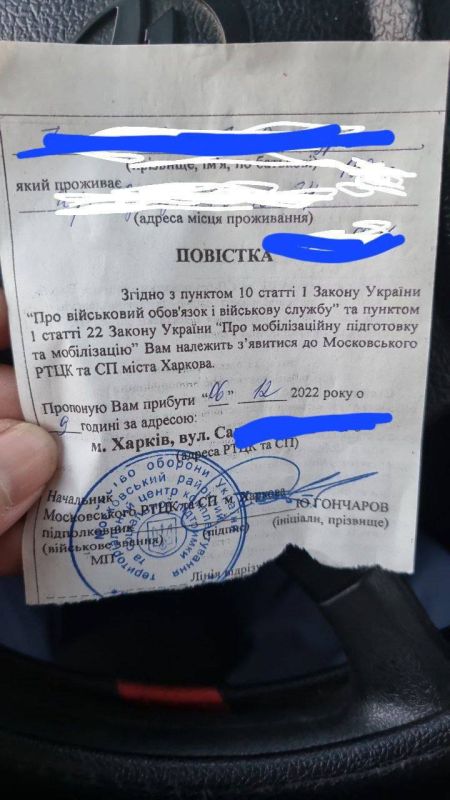 (прізвище, ім'я, по батькові)
який проживає
(адреса місця проживання)
ПОВІСТКА
Згідно з пунктом 10 статті 1 Закону України
“Про військовий обов'язок і військову службу” та пунктом
1 статті 22 Закону України “Про мобілізаційну підготовку
та мобілізацію” Вам належить з’явитися до Московського
РТЦК та СП міста Харкова.
Пропоную Вам прибути “06” 12 2022 року о
9 годині за адресою:
м. Харків, вул. Са
(адреса РТЦК та СП)
Начальник
Московського РТЦК та СП м. Харкова
підполковник Ю ГОНЧАРОВ
(військове звання) (підпис) (ініціали, прізвище)
МП
Лінія відрізу